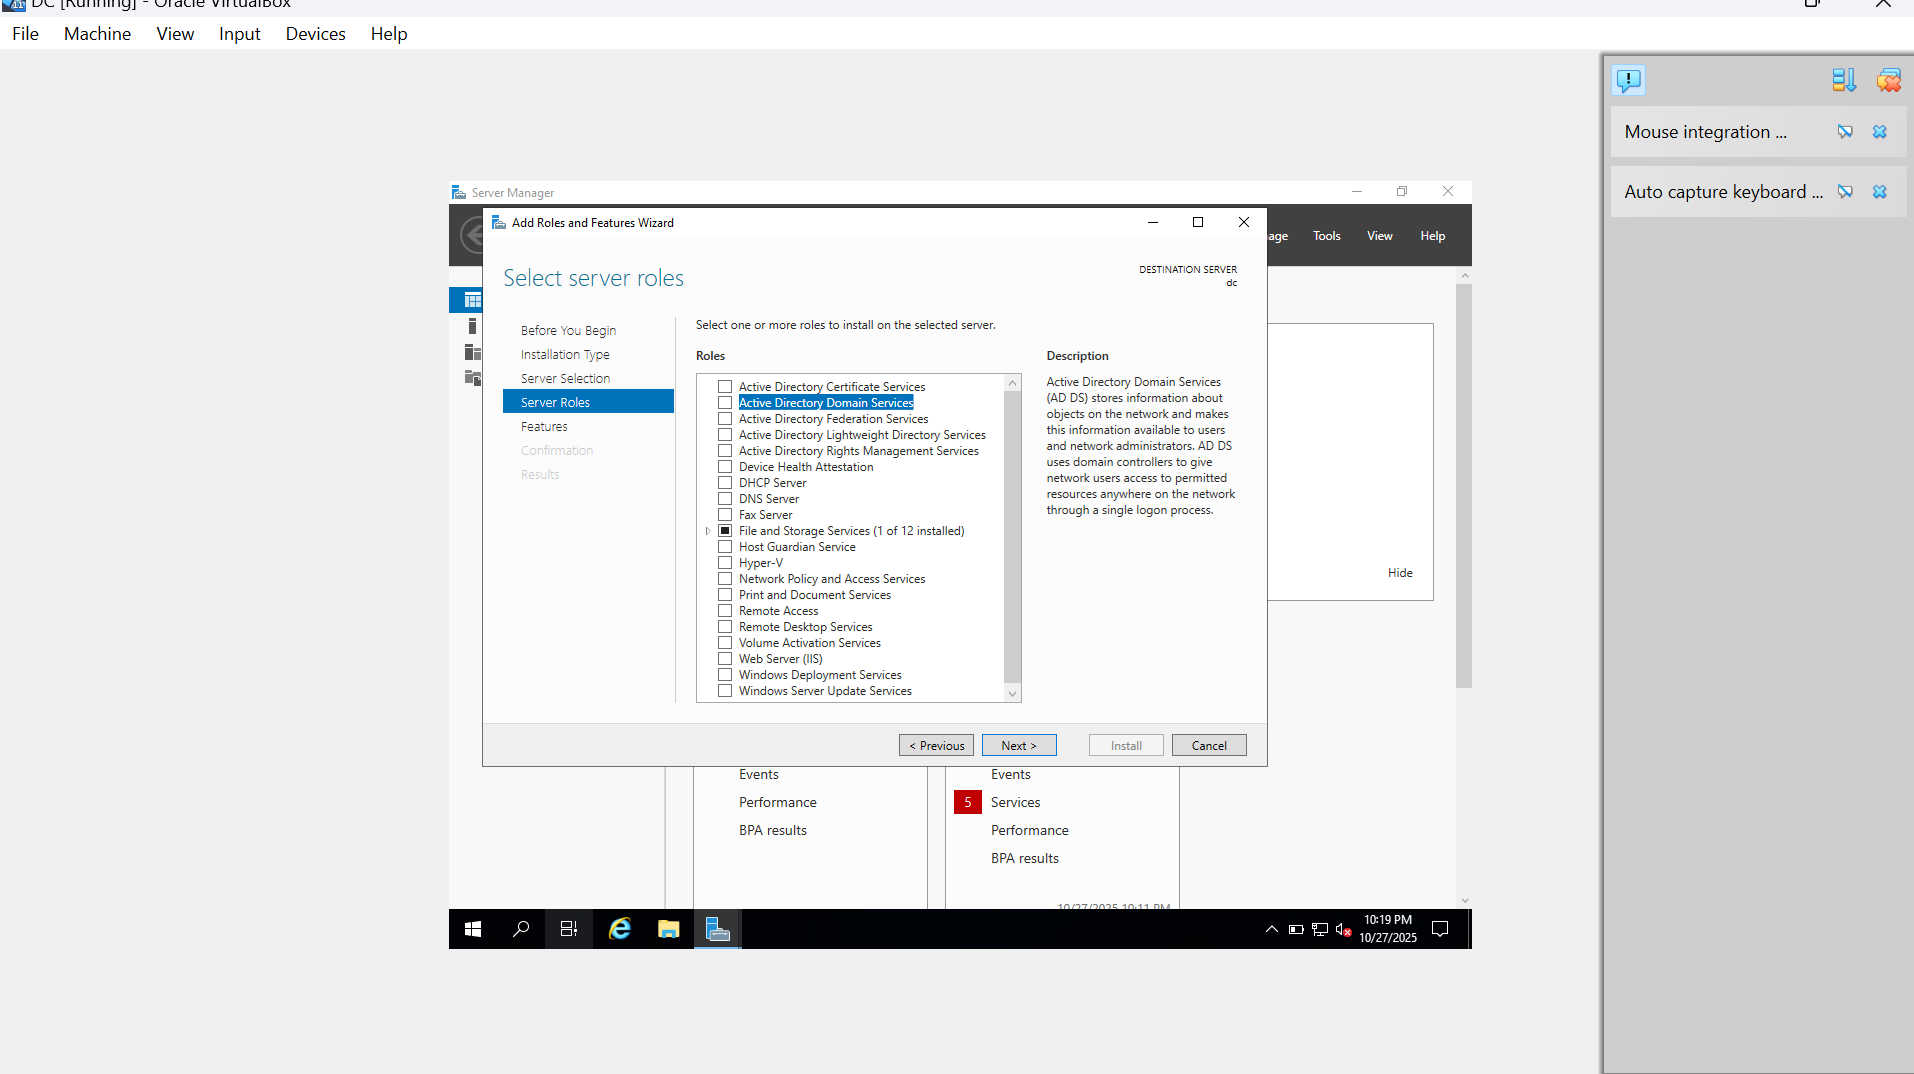 DC [Running] - Oracle VirtualBox
File Machine View Input Devices Help
Mouse integration ...
Auto capture keyboard ...
Server Manager
Add Roles and Features Wizard
age Tools View Help
Select server roles
DESTINATION SERVER
dc
Before You Begin
Installation Type
Server Selection
Server Roles
Features
Confirmation
Results
Select one or more roles to install on the selected server.
Roles
Active Directory Certificate Services
Active Directory Domain Services
Active Directory Federation Services
Active Directory Lightweight Directory Services
Active Directory Rights Management Services
Device Health Attestation
DHCP Server
DNS Server
Fax Server
File and Storage Services (1 of 12 installed)
Host Guardian Service
Hyper-V
Network Policy and Access Services
Print and Document Services
Remote Access
Remote Desktop Services
Volume Activation Services
Web Server (IIS)
Windows Deployment Services
Windows Server Update Services
Description
Active Directory Domain Services
(AD DS) stores information about
objects on the network and makes
this information available to users
and network administrators. AD DS
uses domain controllers to give
network users access to permitted
resources anywhere on the network
through a single logon process.
Hide
< Previous Next > Install Cancel
Events
Performance
BPA results
Events
5 Services
Performance
BPA results
10/27/2025 10:11 PM
10:19 PM
10/27/2025